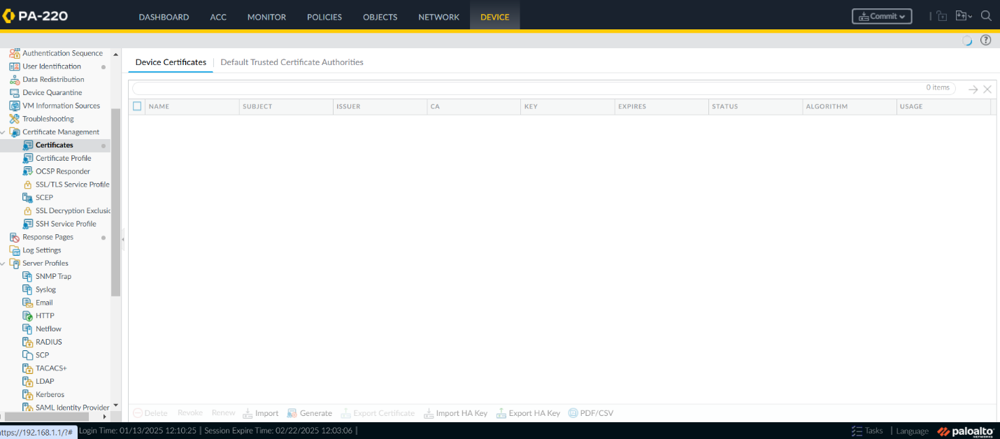 PA-220
DASHBOARD ACC MONITOR POLICIES OBJECTS NETWORK DEVICE
Commit
Authentication Sequence
User Identification
Data Redistribution
Device Quarantine
VM Information Sources
Troubleshooting
Certificate Management
Certificates
Certificate Profile
OCSP Responder
SSL/TLS Service Profile
SCEP
SSL Decryption Exclusio
SSH Service Profile
Response Pages
Log Settings
Server Profiles
SNMP Trap
Syslog
Email
HTTP
Netflow
RADIUS
SCP
TACACS+
LDAP
Kerberos
SAML Identity Provider
Device Certificates Default Trusted Certificate Authorities
0 items
NAME SUBJECT ISSUER CA KEY EXPIRES STATUS ALGORITHM USAGE
Delete Revoke Renew Import Generate Export Certificate Import HA Key Export HA Key PDF/CSV
ttps://192.168.1.1/?# Login Time: 01/13/2025 12:10:25 | Session Expire Time: 02/22/2025 12:03:06 |
Tasks | Language paloalto NETWORKS